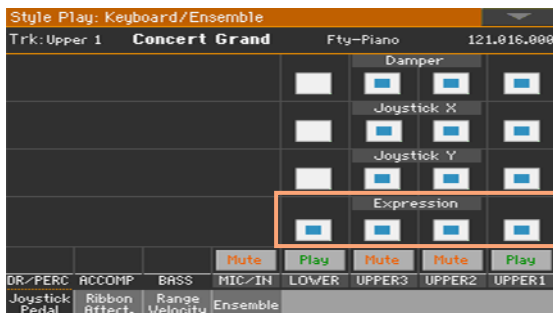 Style Play: Keyboard/Ensemble
Trk: Upper 1 Concert Grand Fty-Piano 121.016.000
Damper
Joystick X
Joystick Y
Expression
Mute Play Mute Mute Play
DR/PERC ACCOMP BASS MIC/IN LOWER UPPER3 UPPER2 UPPER1
Joystick Ribbon Range Ensemble
Pedal Affect. Velocity